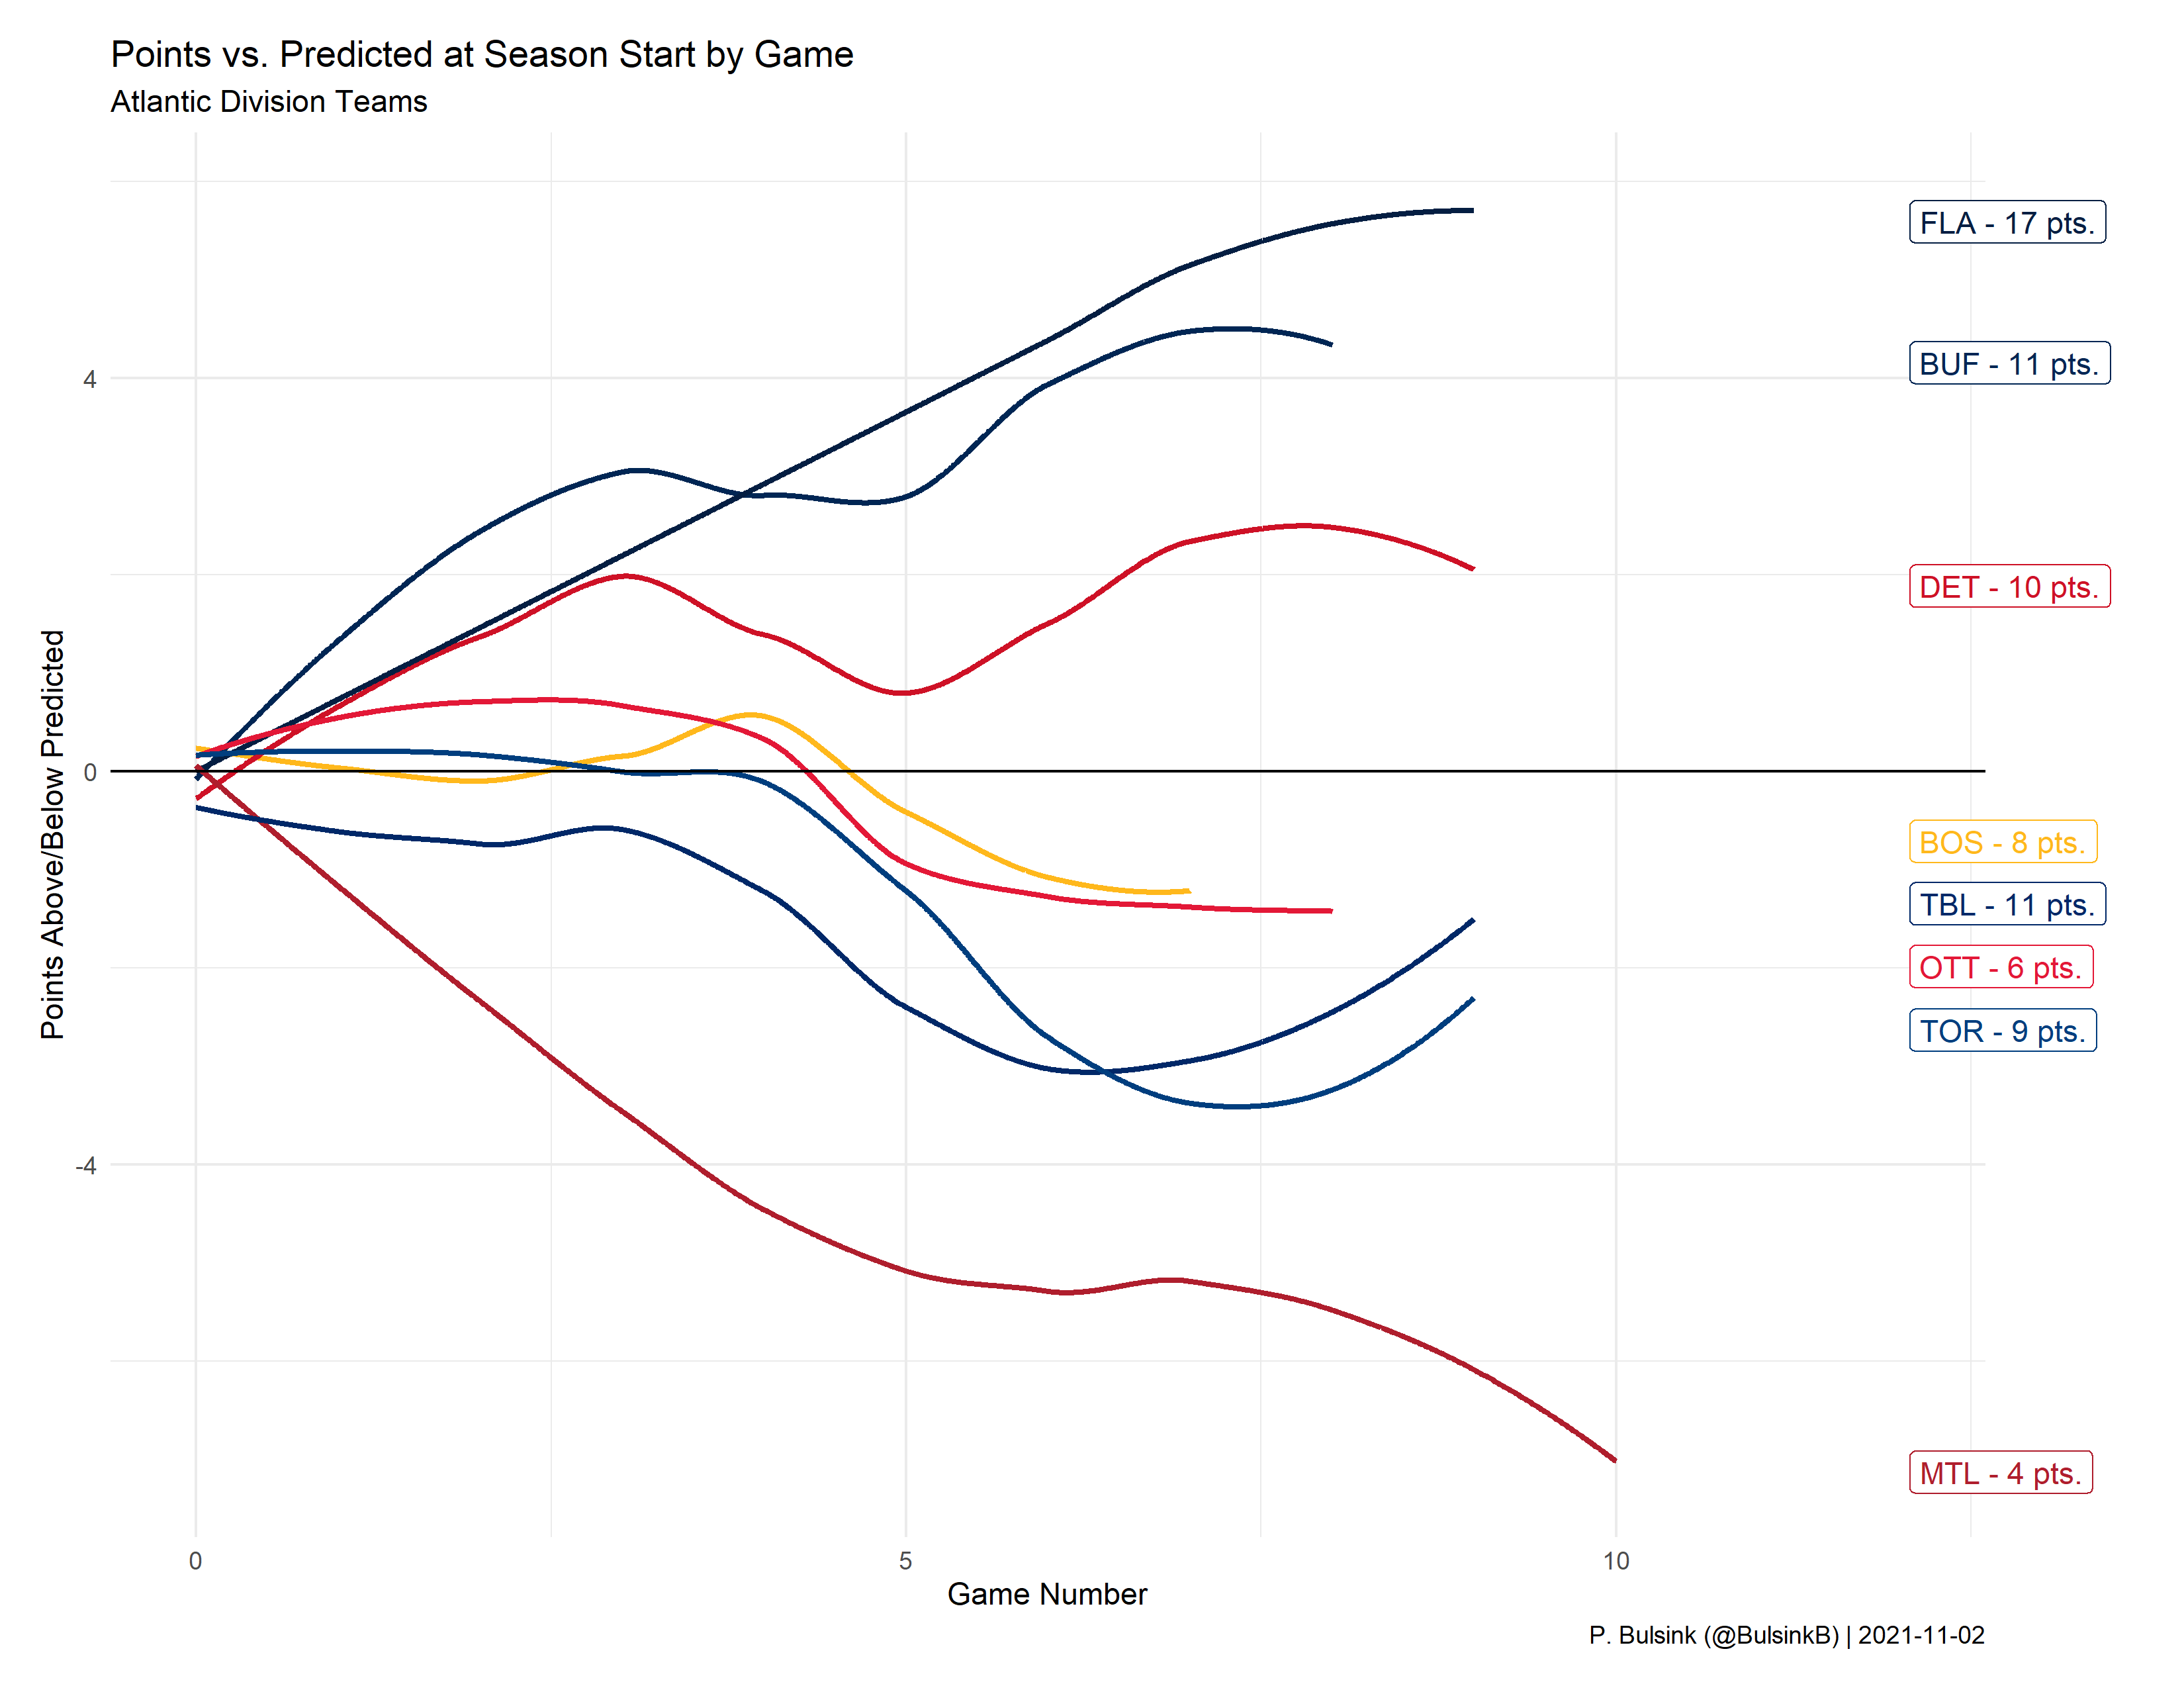 Points vs. Predicted at Season Start by Game
Atlantic Division Teams
Points Above/Below Predicted
4
0
-4
FLA - 17 pts.
BUF - 11 pts.
DET - 10 pts.
BOS - 8 pts.
TBL - 11 pts.
OTT - 6 pts.
TOR - 9 pts.
MTL - 4 pts.
0 5 10
Game Number
P. Bulsink (@BulsinkB) | 2021-11-02